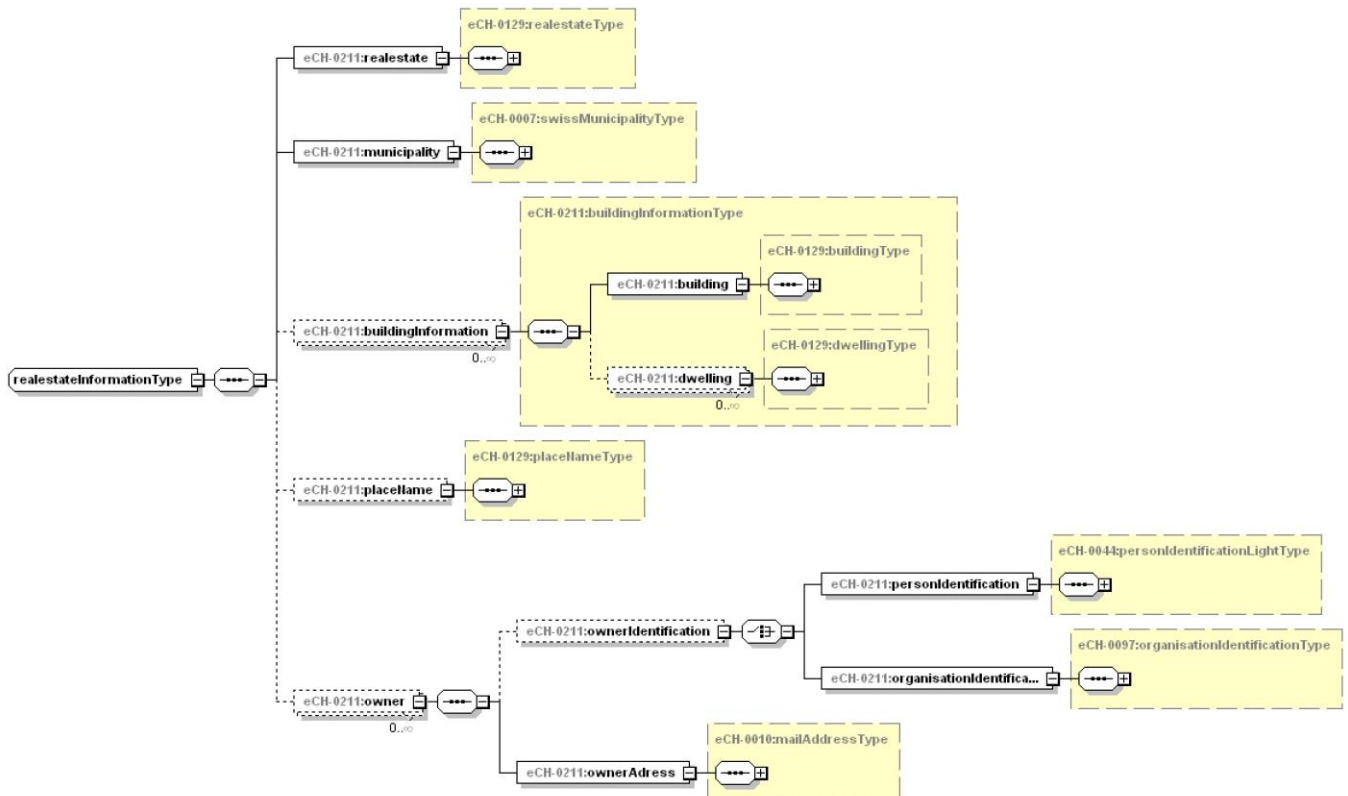 eCH-0129:realestateType
eCH-0211:realestate
eCH-0007:swissMunicipalityType
eCH-0211:municipality
eCH-0211:buildingInformationType
eCH-0129:buildingType
eCH-0211:building
eCH-0211:buildingInformation
0..∞
eCH-0129:dwellingType
eCH-0211:dwelling
0..∞
realestateInformationType
eCH-0129:placeNameType
eCH-0211:placeName
eCH-0044:personIdentificationLightType
eCH-0211:personIdentification
eCH-0211:ownerIdentification
eCH-0097:organisationIdentificationType
eCH-0211:organisationIdentifica...
eCH-0211:owner
0..∞
eCH-0010:mailAddressType
eCH-0211:ownerAdress